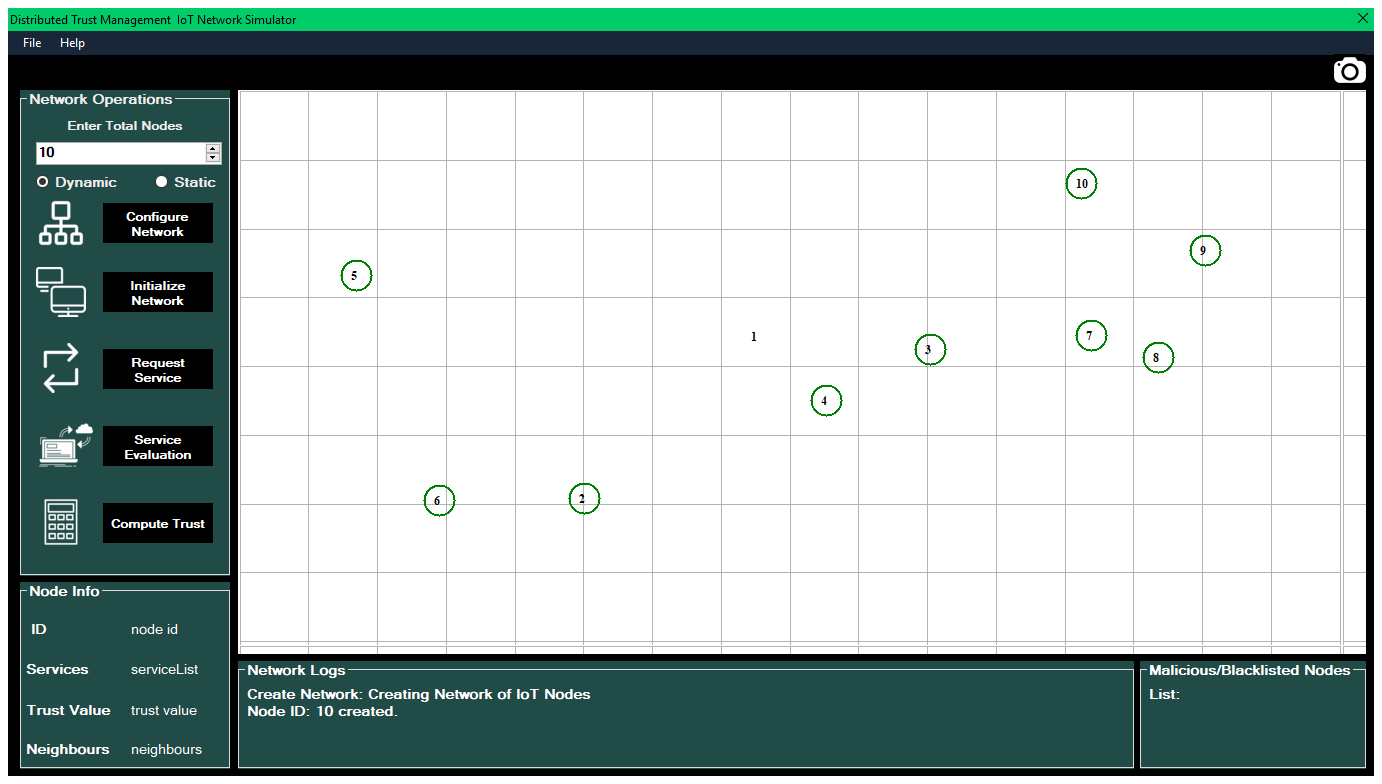 Distributed Trust Management  IoT Network Simulator
File Help
Network Operations
Enter Total Nodes
10
Dynamic Static
Configure
Network
Initialize
Network
Request
Service
Service
Evaluation
Compute Trust
10
9
5
1
7
3
8
4
6
2
Node Info
ID node id
Services serviceList
Trust Value trust value
Neighbours neighbours
Network Logs
Create Network: Creating Network of IoT Nodes
Node ID: 10 created.
Malicious/Blacklisted Nodes
List: